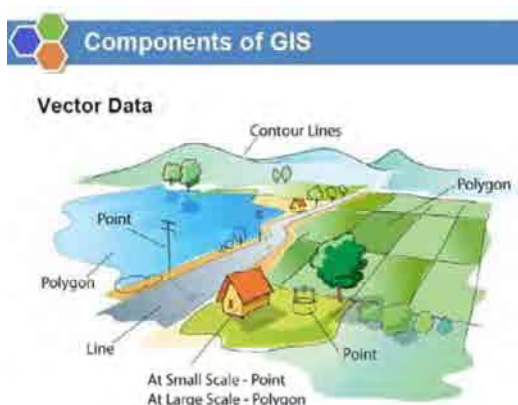 Components of GIS
Vector Data
Contour Lines
Polygon
Point
Polygon
Line
Point
At Small Scale - Point
At Large Scale - Polygon